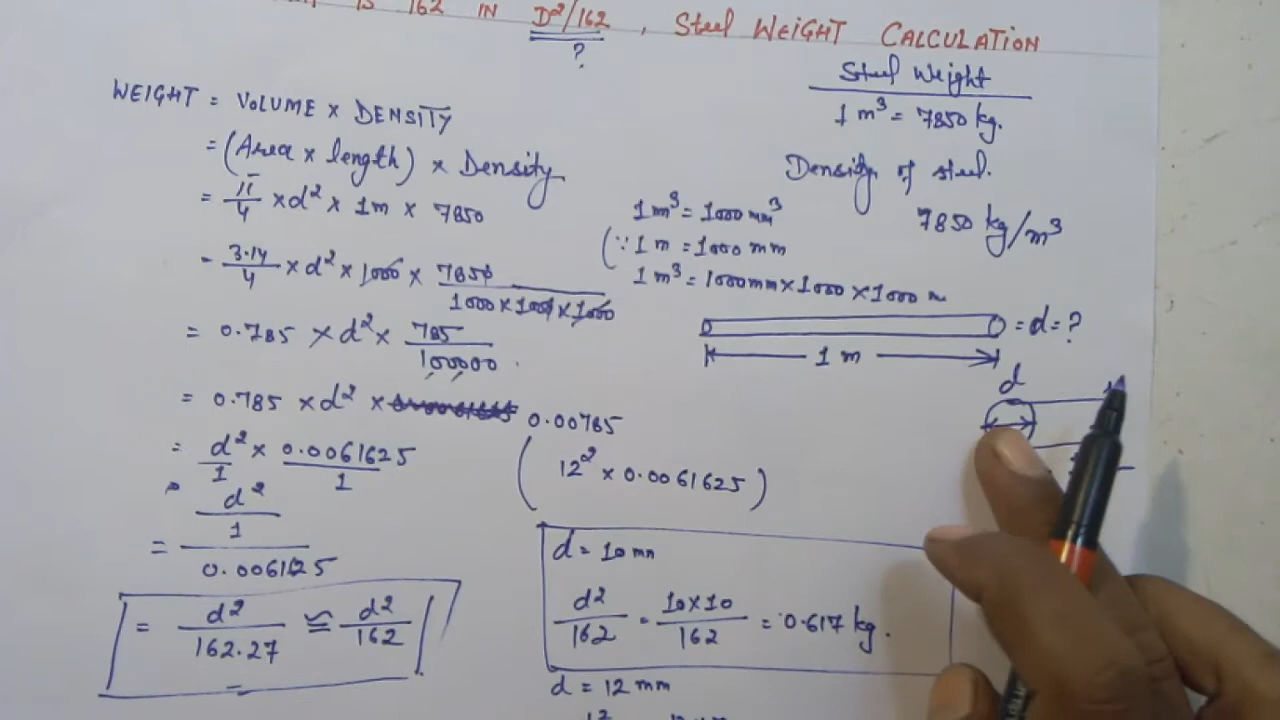 IS 162 IN D²/162, Steel WEIGHT CALCULATION
?
WEIGHT = VOLUME × DENSITY
= (Area × length) × Density
= π/4 × d² × 1m × 7850
= 3.14/4 × d² × 1000 × 7850/1000×1000×1000
= 0.785 × d² × 785/100000
= 0.785 × d² × 0.00785
= d²/1 × 0.0061625/1
= d²/1/0.0061625
= d²/162.27 ≌ d²/162
Steel Weight
1 m³ = 7850 kg.
Density of steel.
7850 kg/m³
1 m³ = 1000 mm³
(∵ 1 m = 1000 mm
1 m³ = 1000mm×1000×1000 m
= d = ?
1 m
d
(12² × 0.0061625)
d = 10 mm
d²/162 = 10×10/162 = 0.617 kg.
d = 12 mm